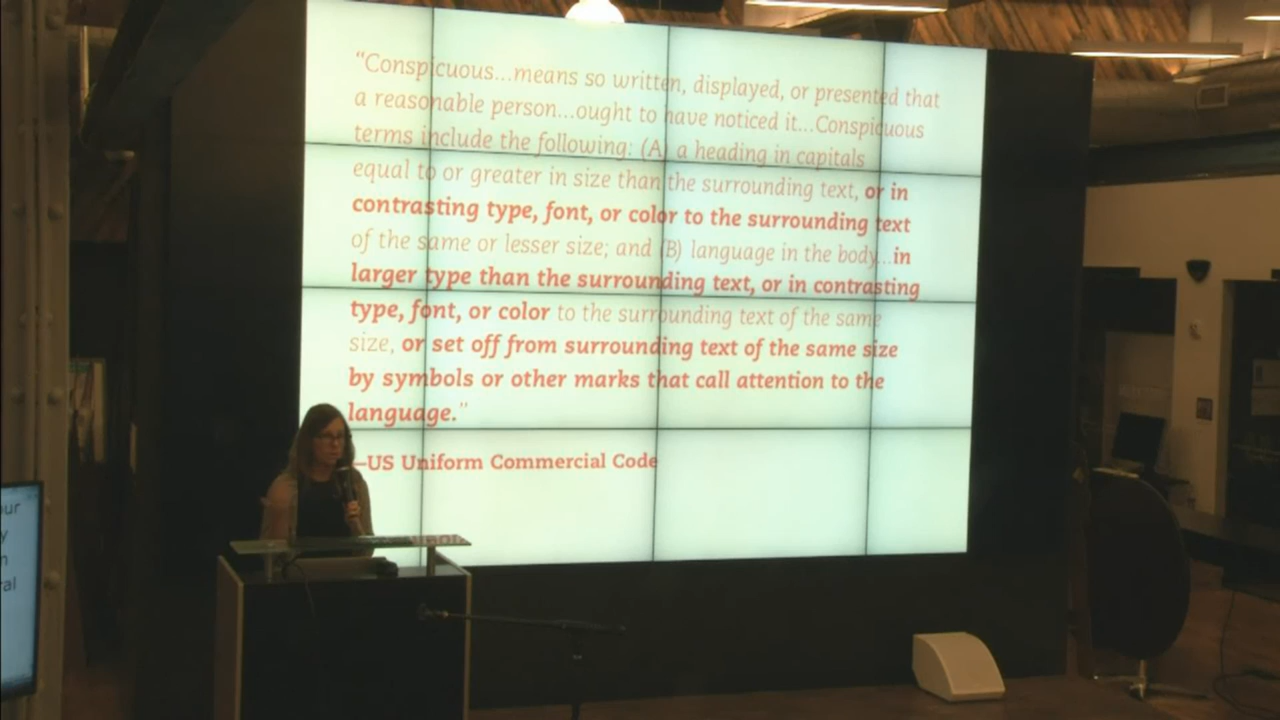 “Conspicuous...means so written, displayed, or presented that
a reasonable person...ought to have noticed it...Conspicuous
terms include the following: (A) a heading in capitals
equal to or greater in size than the surrounding text, or in
contrasting type, font, or color to the surrounding text
of the same or lesser size; and (B) language in the body...in
larger type than the surrounding text, or in contrasting
type, font, or color to the surrounding text of the same
size, or set off from surrounding text of the same size
by symbols or other marks that call attention to the
language.”
—US Uniform Commercial Code